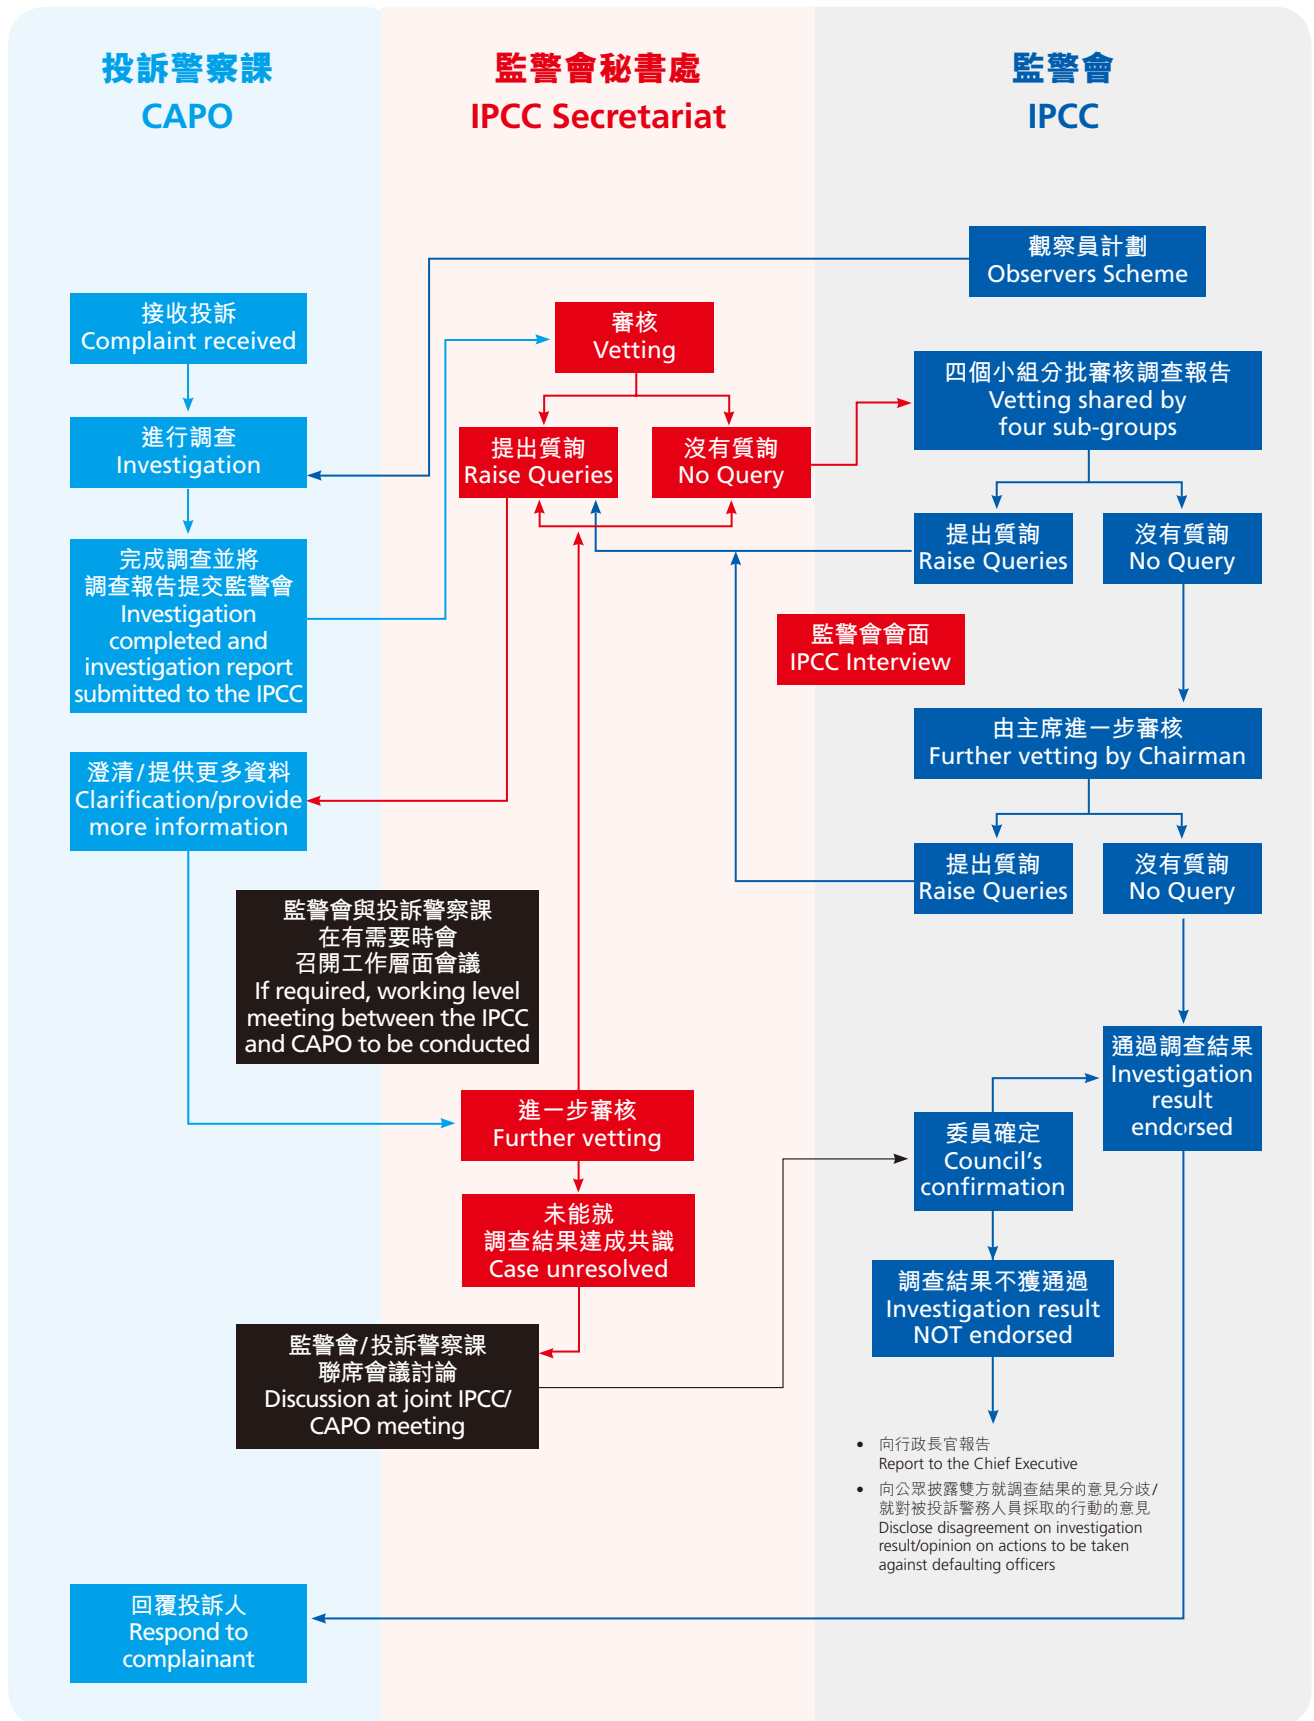 投訴警察課
CAPO
監警會秘書處
IPCC Secretariat
監警會
IPCC
觀察員計劃
Observers Scheme
接收投訴
Complaint received
審核
Vetting
四個小組分批審核調查報告
Vetting shared by
four sub-groups
進行調查
Investigation
提出質詢
Raise Queries
沒有質詢
No Query
提出質詢
Raise Queries
沒有質詢
No Query
完成調查並將
調查報告提交監警會
Investigation
completed and
investigation report
submitted to the IPCC
監警會會面
IPCC Interview
由主席進一步審核
Further vetting by Chairman
澄清/提供更多資料
Clarification/provide
more information
提出質詢
Raise Queries
沒有質詢
No Query
監警會與投訴警察課
在有需要時會
召開工作層面會議
If required, working level
meeting between the IPCC
and CAPO to be conducted
通過調查結果
Investigation
result
endorsed
進一步審核
Further vetting
委員確定
Council's
confirmation
未能就
調查結果達成共識
Case unresolved
調查結果不獲通過
Investigation result
NOT endorsed
監警會/投訴警察課
聯席會議討論
Discussion at joint IPCC/
CAPO meeting
• 向行政長官報告
Report to the Chief Executive
• 向公眾披露雙方就調查結果的意見分歧/
就對被投訴警務人員採取的行動的意見
Disclose disagreement on investigation
result/opinion on actions to be taken
against defaulting officers
回覆投訴人
Respond to
complainant